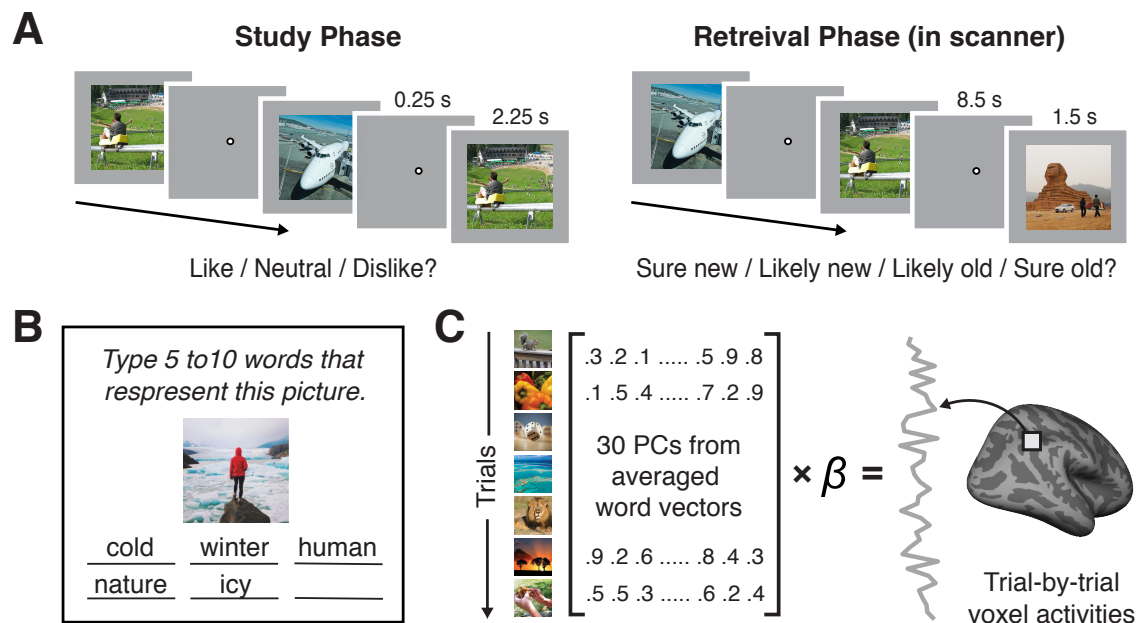 A
Study Phase
0.25 s
2.25 s
Like / Neutral / Dislike?
Retreival Phase (in scanner)
8.5 s
1.5 s
Sure new / Likely new / Likely old / Sure old?
B
Type 5 to10 words that
respresent this picture.
cold winter human
nature icy
C
Trials
.3 .2 .1 ..... .5 .9 .8
.1 .5 .4 ..... .7 .2 .9
30 PCs from
averaged
word vectors
.9 .2 .6 ..... .8 .4 .3
.5 .5 .3 ..... .6 .2 .4
× β =
Trial-by-trial
voxel activities